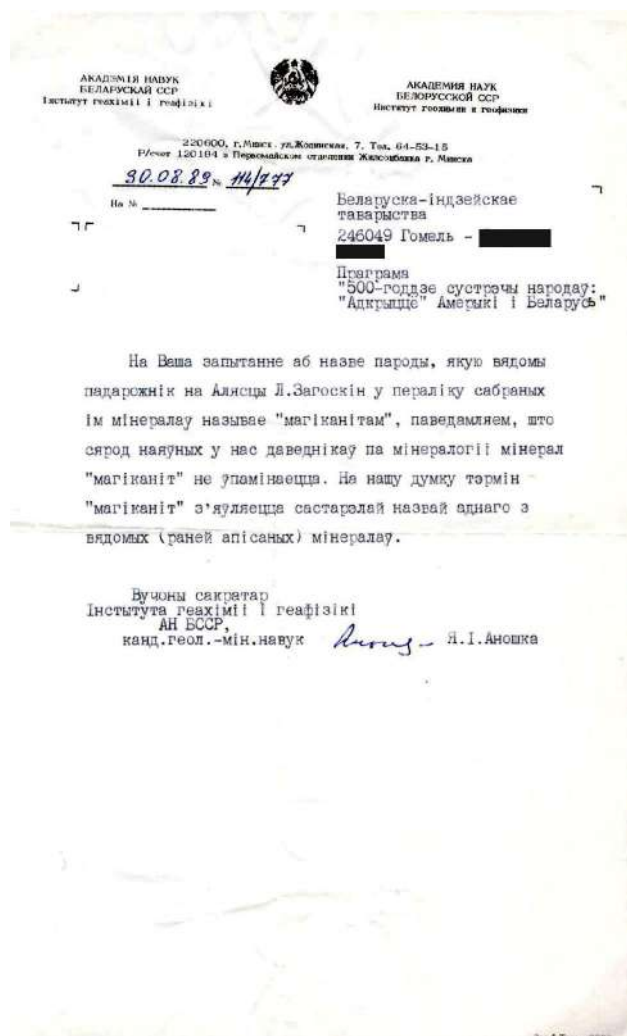 АКАДЭМІЯ НАВУК
БЕЛАРУСКАЙ ССР
Інстытут геахіміі і геафізікі
АКАДЕМИЯ НАУК
БЕЛОРУССКОЙ ССР
Институт геохимии и геофизики
220600, г.Минск, ул.Жодинская, 7. Тел. 64-53-15
Р/счет 120184 в Первомайском отделении Жилсоцбанка г. Минска
30.08.89 № 114/777
На №
Беларуска-індзейскае
таварыства
246049 Гомель -
Праграма
"500-годдзе сустрэчы народаў:
"Адкрыццё" Амерыкі і Беларусь"
На Ваша запытанне аб назве пароды, якую вядомы
падарожнік на Алясцы Л.Загоскін у пераліку сабраных
ім мінералаў называе "магіканітам", паведамляем, што
сярод наяўных у нас даведнікаў па мінералогіі мінерал
"магіканіт" не ўпамінаецца. На нашу думку тэрмін
"магіканіт" з'яўляецца састарэлай назвай аднаго з
вядомых (раней апісаных) мінералаў.
Вучоны сакратар
Інстытута геахіміі і геафізікі
АН БССР,
канд.геол.-мін.навук Я.І.Аношка